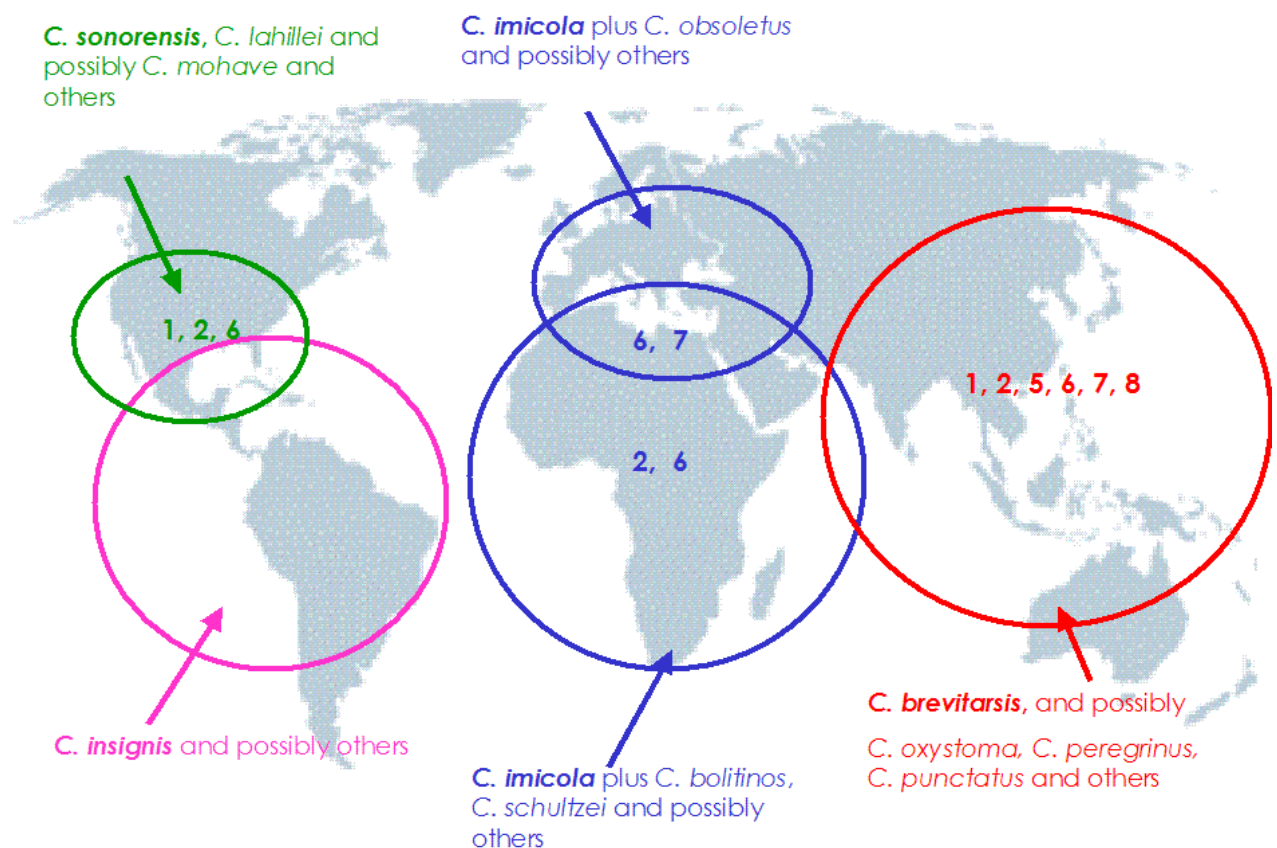 C. sonorensis, C. lahillei and
possibly C. mohave and
others
C. imicola plus C. obsoletus
and possibly others
1, 2, 6
6, 7
1, 2, 5, 6, 7, 8
2, 6
C. insignis and possibly others
C. imicola plus C. bolitinos,
C. schultzei and possibly
others
C. brevitarsis, and possibly
C. oxystoma, C. peregrinus,
C. punctatus and others